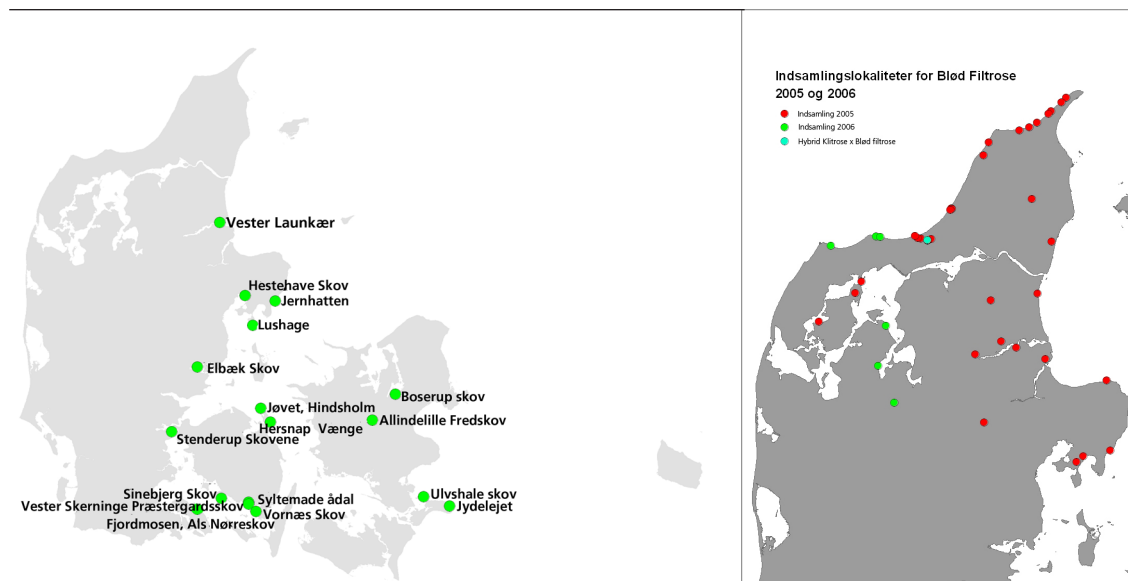 Vester Launkær
Hestehave Skov
Jernhatten
Lushage
Elbæk Skov
Boserup skov
Jøvet, Hindsholm
Allindelille Fredskov
Hersnap Vænge
Stenderup Skovene
Sinebjerg Skov
Ulvshale skov
Syltemade ådal
Vester Skerninge Præstergardsskov
Jydelejet
Vornæs Skov
Fjordmosen, Als Nørreskov
Indsamlingslokaliteter for Blød Filtrose
2005 og 2006
Indsamling 2005
Indsamling 2006
Hybrid Klitrose x Blød filtrose